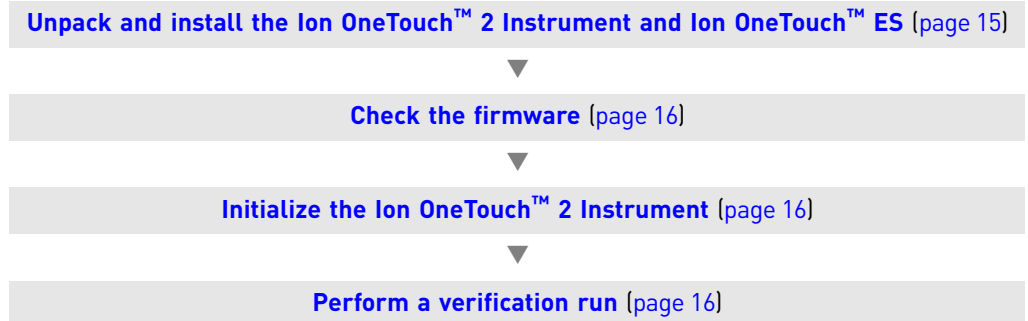 Unpack and install the Ion OneTouch™ 2 Instrument and Ion OneTouch™ ES (page 15)
Check the firmware (page 16)
Initialize the Ion OneTouch™ 2 Instrument (page 16)
Perform a verification run (page 16)